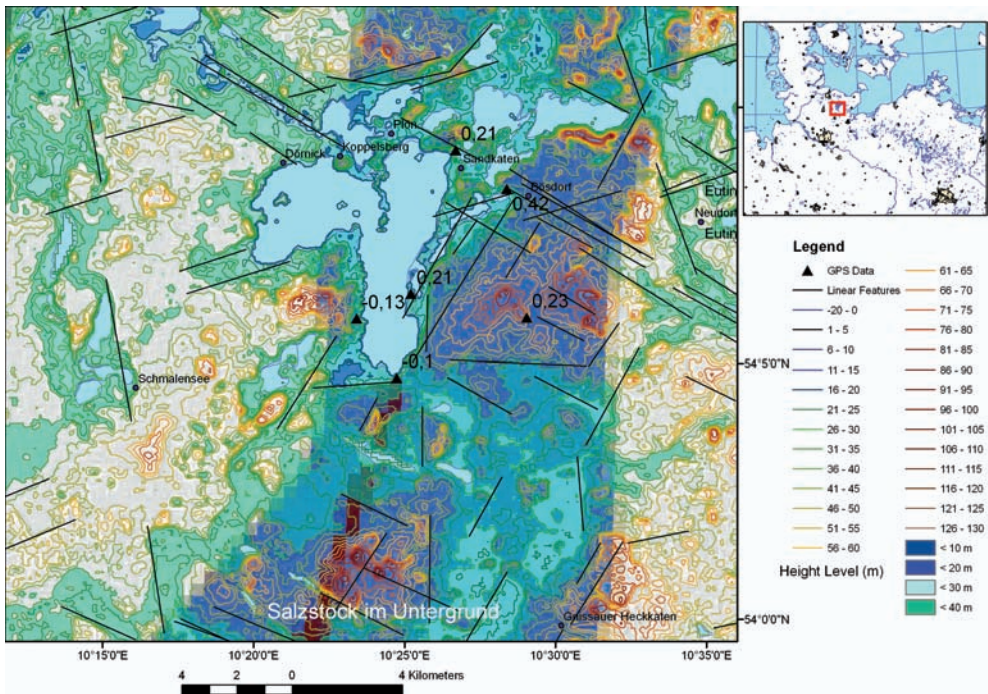 Plön
0,21
Dörnick
Koppelsberg
Sandkaten
Bösdorf
0,42
Eutin
Neudorf
Eutin
0,21
-0,13
0,23
-0,1
Schmalensee
Salzstock im Untergrund
Glissauer Heckkaten
54°5'0"N
54°0'0"N
10°15'0"E
10°20'0"E
10°25'0"E
10°30'0"E
10°35'0"E
4 2 0 4 Kilometers
Legend
GPS Data
Linear Features
-20 - 0
1 - 5
6 - 10
11 - 15
16 - 20
21 - 25
26 - 30
31 - 35
36 - 40
41 - 45
46 - 50
51 - 55
56 - 60
61 - 65
66 - 70
71 - 75
76 - 80
81 - 85
86 - 90
91 - 95
96 - 100
101 - 105
106 - 110
111 - 115
116 - 120
121 - 125
126 - 130
Height Level (m)
< 10 m
< 20 m
< 30 m
< 40 m